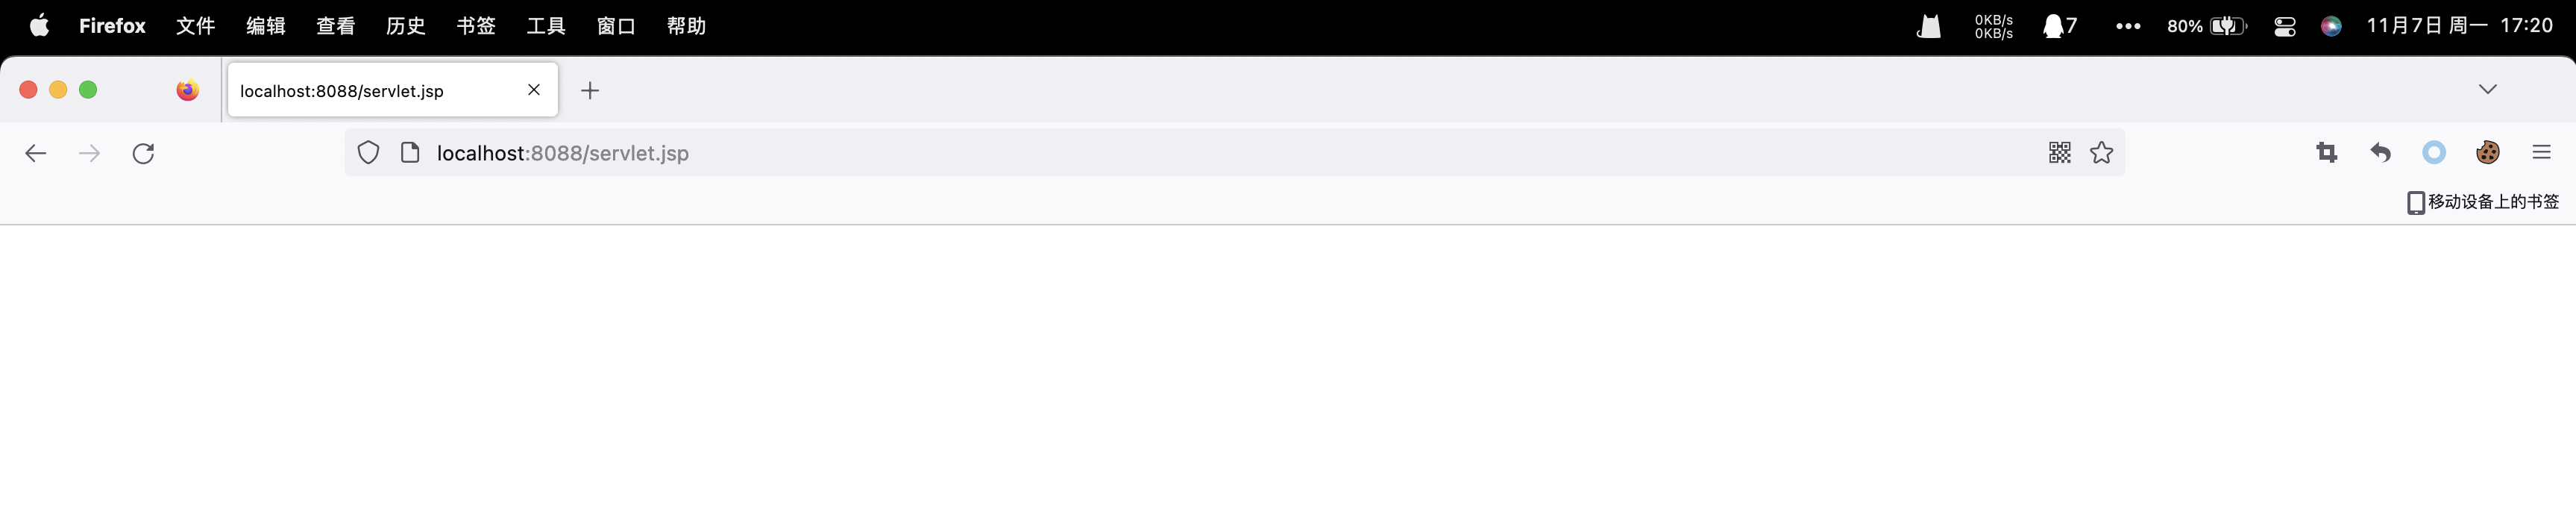 Firefox 文件 编辑 查看 历史 书签 工具 窗口 帮助 0KB/s 7 ••• 80% 11月7日 周一 17:20
0KB/s
localhost:8088/servlet.jsp
localhost:8088/servlet.jsp
移动设备上的书签